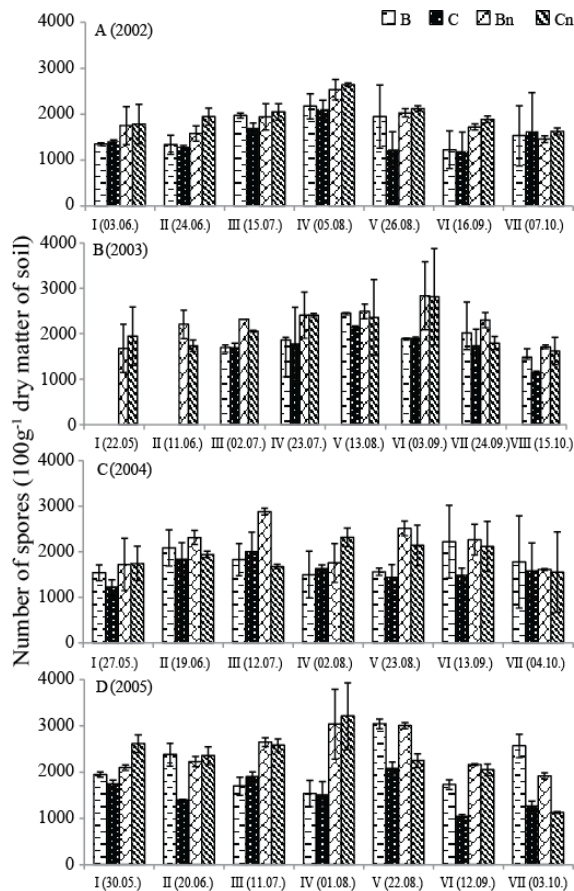 B C Bn Cn
A (2002)
4000
3000
2000
1000
0
I (03.06.) II (24.06.) III (15.07.) IV (05.08.) V (26.08) VI (16.09.) VII (07.10.)
B (2003)
4000
3000
2000
1000
0
I (22.05) II (11.06.) III (02.07.) IV (23.07.) V (13.08.) VI (03.09.) VII (24.09.) VIII (15.10.)
C (2004)
4000
3000
2000
1000
0
I (27.05.) II (19.06.) III (12.07.) IV (02.08.) V (23.08) VI (13.09.) VII (04.10.)
D (2005)
4000
3000
2000
1000
0
I (30.05.) II (20.06.) III (11.07.) IV (01.08.) V (22.08.) VI (12.09.) VII (03.10.)
Number of spores (100g⁻¹ dry matter of soil)